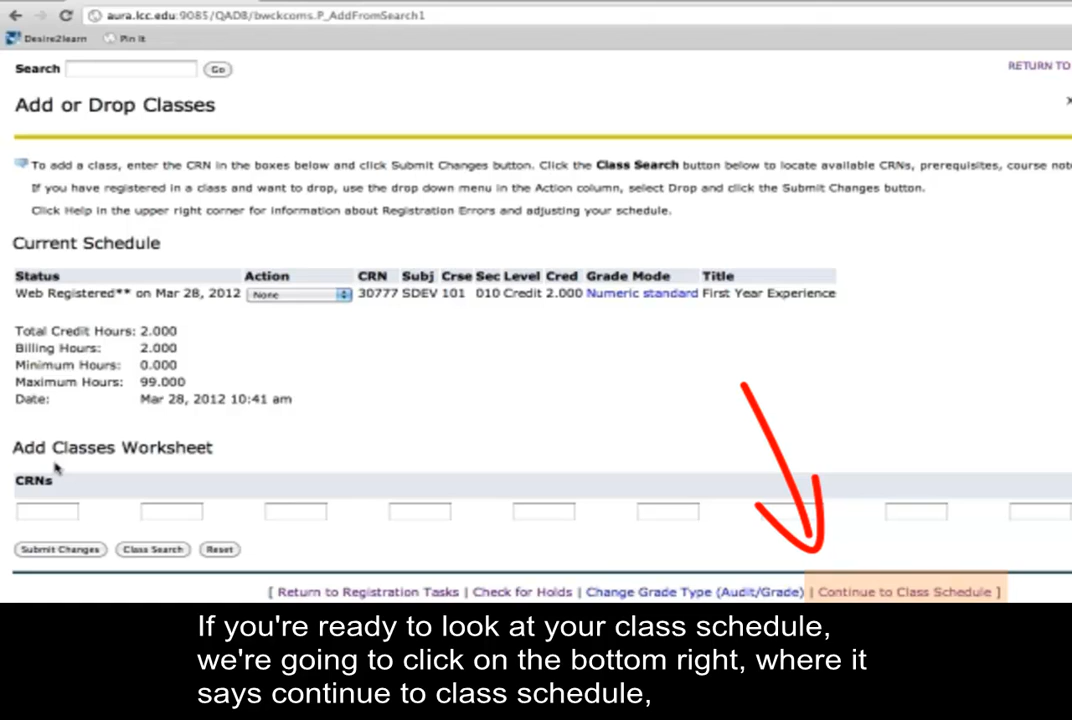 aura.lcc.edu:9085/QADB/bwckcoms.P_AddFromSearch1
Desire2learn Pin It
Search Go RETURN TO
Add or Drop Classes
To add a class, enter the CRN in the boxes below and click Submit Changes button. Click the Class Search button below to locate available CRNs, prerequisites, course not
If you have registered in a class and want to drop, use the drop down menu in the Action column, select Drop and click the Submit Changes button.
Click Help in the upper right corner for information about Registration Errors and adjusting your schedule.
Current Schedule
Status Action CRN Subj Crse Sec Level Cred Grade Mode Title
Web Registered** on Mar 28, 2012 None 30777 SDEV 101 010 Credit 2.000 Numeric standard First Year Experience
Total Credit Hours: 2.000
Billing Hours: 2.000
Minimum Hours: 0.000
Maximum Hours: 99.000
Date: Mar 28, 2012 10:41 am
Add Classes Worksheet
CRNs
Submit Changes Class Search Reset
[ Return to Registration Tasks | Check for Holds | Change Grade Type (Audit/Grade) | Continue to Class Schedule ]
If you're ready to look at your class schedule,
we're going to click on the bottom right, where it
says continue to class schedule,